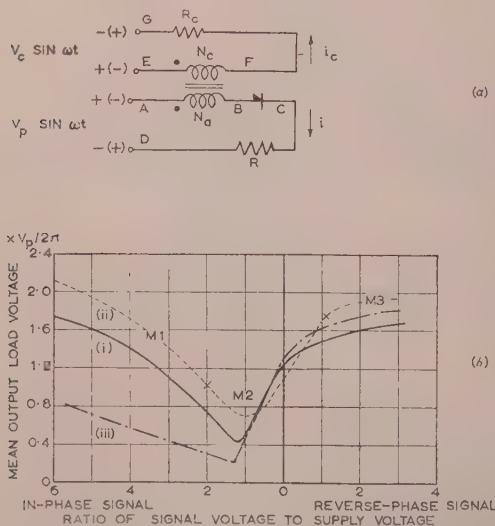 G
R_c
− (+)
V_c SIN ωt
N_c
i_c
+ (−)
E
F
+ (−)
(a)
A
B
C
N_a
V_p SIN ωt
i
D
− (+)
R
× V_p/2π
2·4
2·0
1·6
0·8
0·4
0
MEAN OUTPUT LOAD VOLTAGE
(ii)
(i)
(iii)
M1
M2
M3
(b)
6 4 2 0 2 4
IN-PHASE SIGNAL REVERSE-PHASE SIGNAL
RATIO OF SIGNAL VOLTAGE TO SUPPLY VOLTAGE